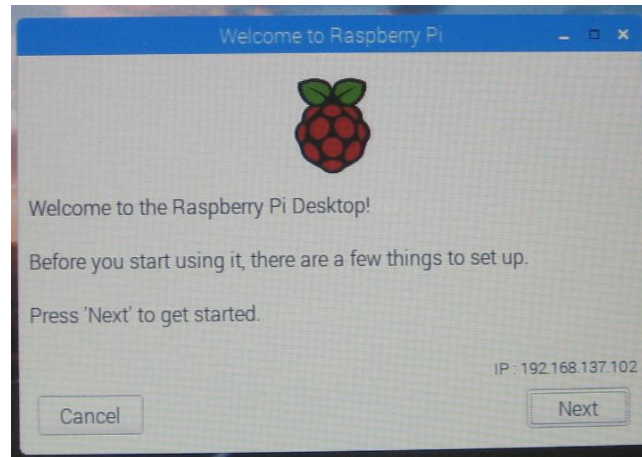 Welcome to Raspberry Pi
Welcome to the Raspberry Pi Desktop!
Before you start using it, there are a few things to set up.
Press 'Next' to get started.
IP : 192.168.137.102
Cancel
Next